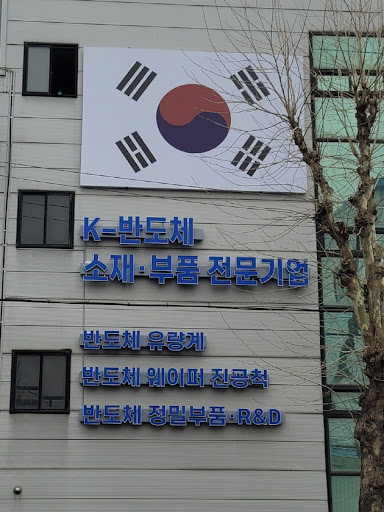 K-반도체
소재·부품 전문기업
반도체 유량계
반도체 웨이퍼 진공척
반도체 정밀부품·R&D